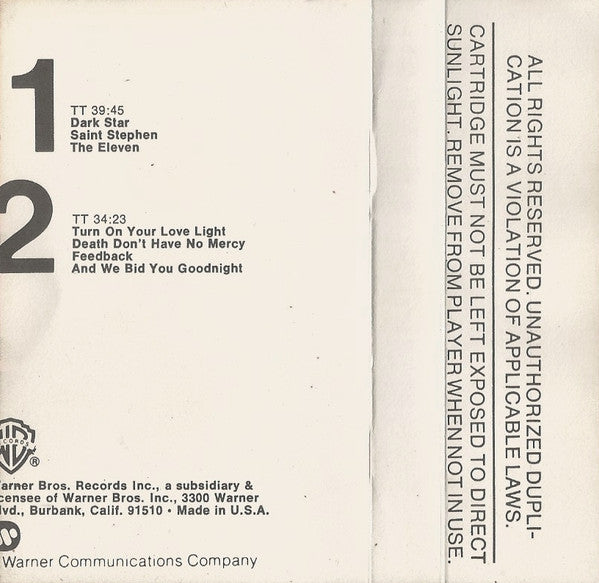 1
TT 39:45
Dark Star
Saint Stephen
The Eleven
2
TT 34:23
Turn On Your Love Light
Death Don't Have No Mercy
Feedback
And We Bid You Goodnight
WB
RECORDS
®
arner Bros. Records Inc., a subsidiary &
censee of Warner Bros. Inc., 3300 Warner
lvd., Burbank, Calif. 91510 • Made in U.S.A.
Warner Communications Company
ALL RIGHTS RESERVED. UNAUTHORIZED DUPLI-
CATION IS A VIOLATION OF APPLICABLE LAWS.
CARTRIDGE MUST NOT BE LEFT EXPOSED TO DIRECT
SUNLIGHT. REMOVE FROM PLAYER WHEN NOT IN USE.